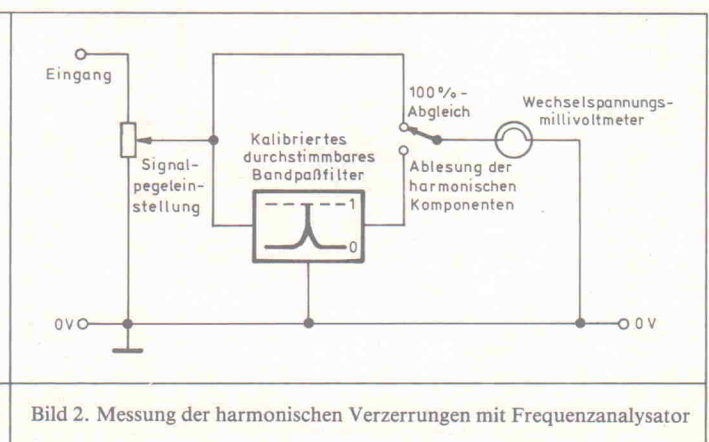 Eingang
100%-
Abgleich
Wechselspannungs-
millivoltmeter
Kalibriertes
durchstimmbares
Bandpaßfilter
Signal-
pegelein-
stellung
Ablesung der
harmonischen
Komponenten
1
0
0V
0V
Bild 2. Messung der harmonischen Verzerrungen mit Frequenzanalysator